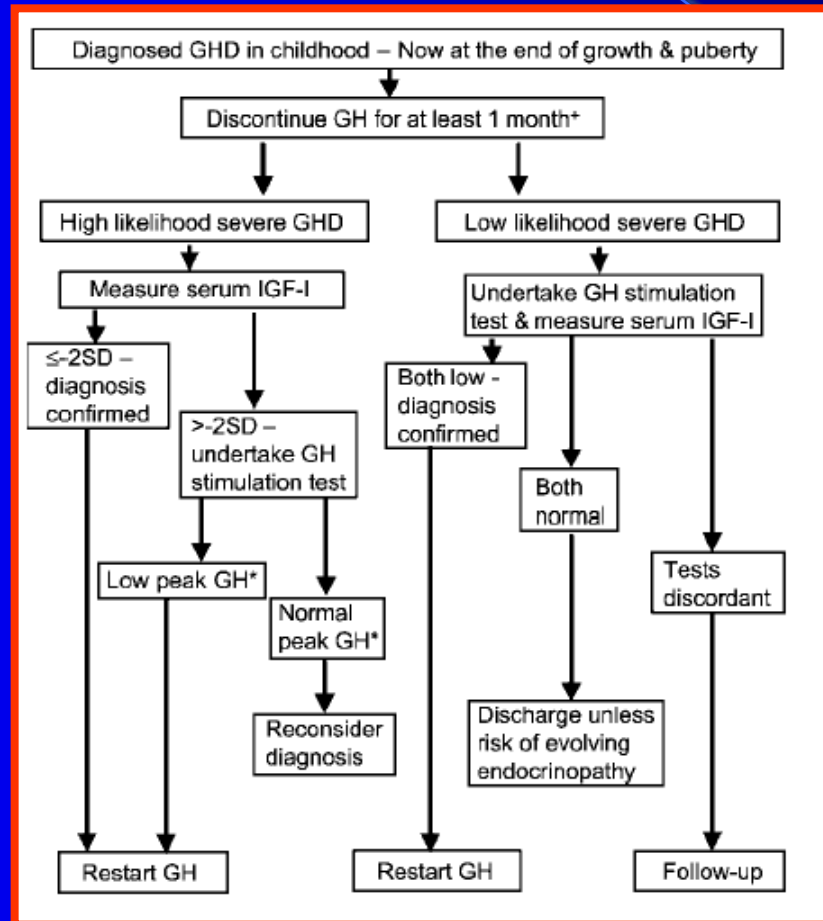 Diagnosed GHD in childhood – Now at the end of growth & puberty
Discontinue GH for at least 1 month⁺
High likelihood severe GHD
Low likelihood severe GHD
Measure serum IGF-I
Undertake GH stimulation
test & measure serum IGF-I
≤-2SD –
diagnosis
confirmed
>-2SD –
undertake GH
stimulation test
Both low -
diagnosis
confirmed
Both
normal
Tests
discordant
Low peak GH*
Normal
peak GH*
Reconsider
diagnosis
Discharge unless
risk of evolving
endocrinopathy
Restart GH
Restart GH
Follow-up